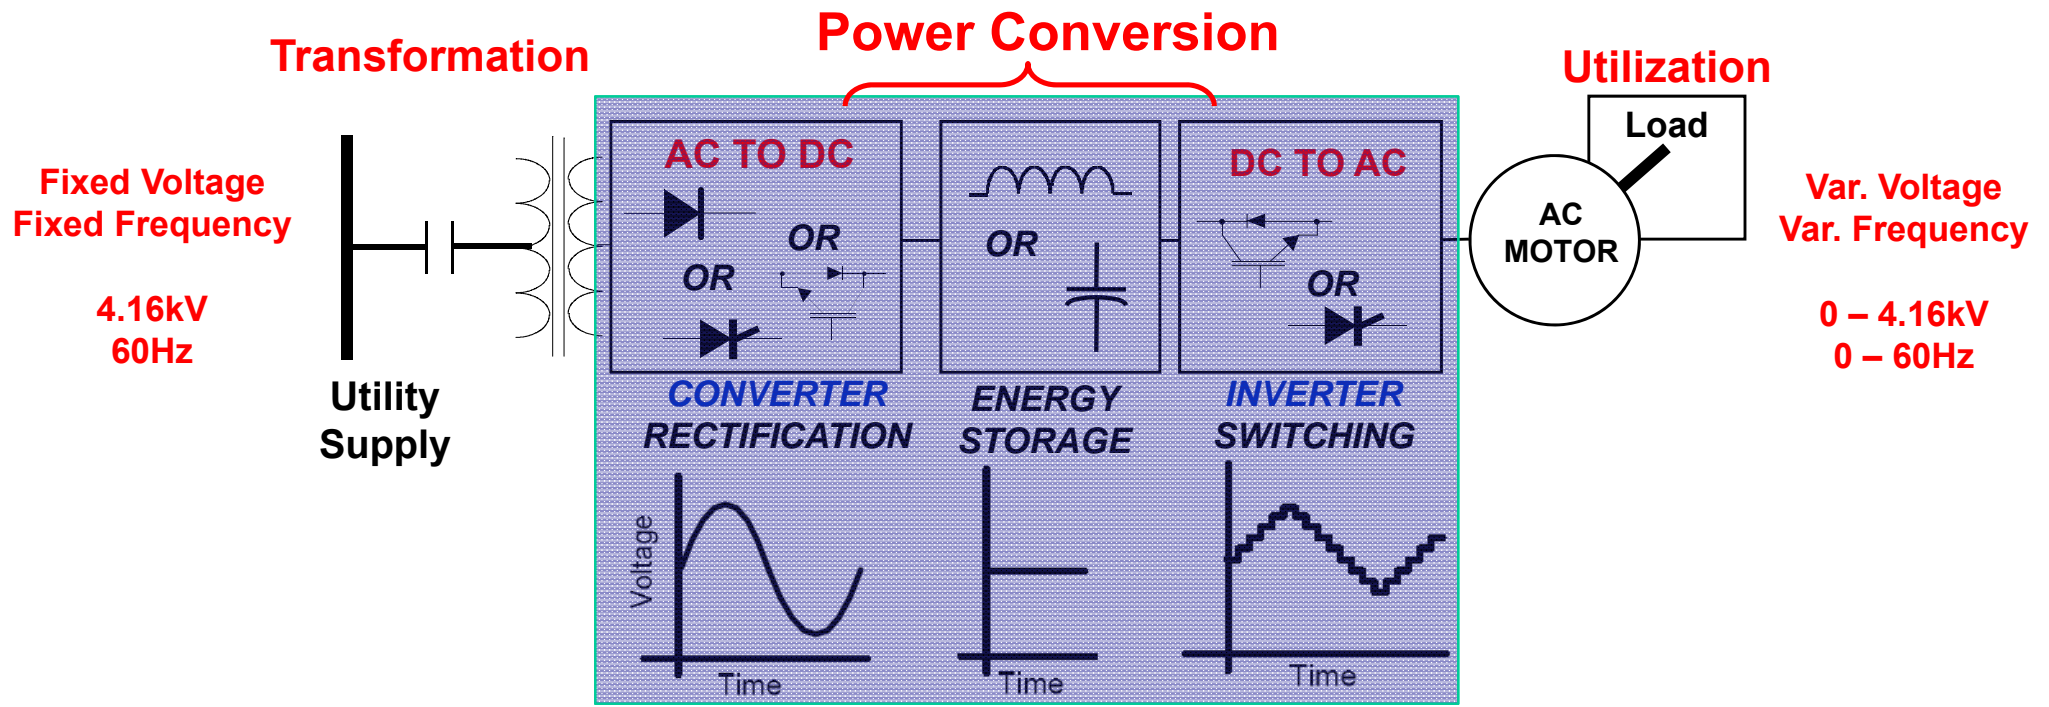 Power Conversion
Transformation
Utilization
Fixed Voltage
Fixed Frequency
4.16kV
60Hz
Utility
Supply
AC TO DC
OR
OR
CONVERTER
RECTIFICATION
OR
ENERGY
STORAGE
DC TO AC
OR
INVERTER
SWITCHING
Voltage
Time
Time
Time
Load
AC
MOTOR
Var. Voltage
Var. Frequency
0 – 4.16kV
0 – 60Hz